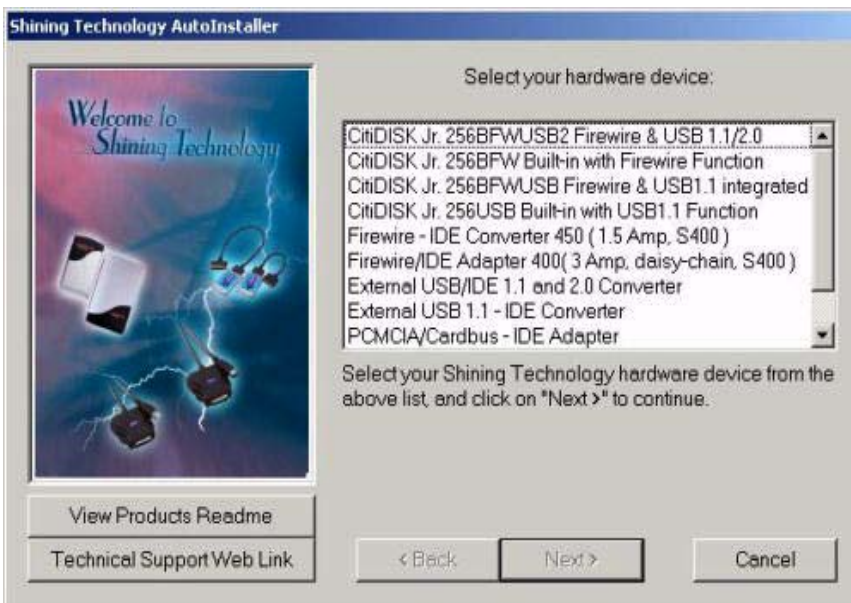 Shining Technology AutoInstaller
Welcome to
Shining Technology
Select your hardware device:
CitiDISK Jr. 256BFWUSB2 Firewire & USB 1.1/2.0
CitiDISK Jr. 256BFW Built-in with Firewire Function
CitiDISK Jr. 256BFWUSB Firewire & USB1.1 integrated
CitiDISK Jr. 256USB Built-in with USB1.1 Function
Firewire - IDE Converter 450 ( 1.5 Amp, S400 )
Firewire/IDE Adapter 400( 3 Amp, daisy-chain, S400 )
External USB/IDE 1.1 and 2.0 Converter
External USB 1.1 - IDE Converter
PCMCIA/Cardbus - IDE Adapter
Select your Shining Technology hardware device from the
above list, and click on "Next >" to continue.
View Products Readme
Technical Support Web Link
< Back
Next >
Cancel